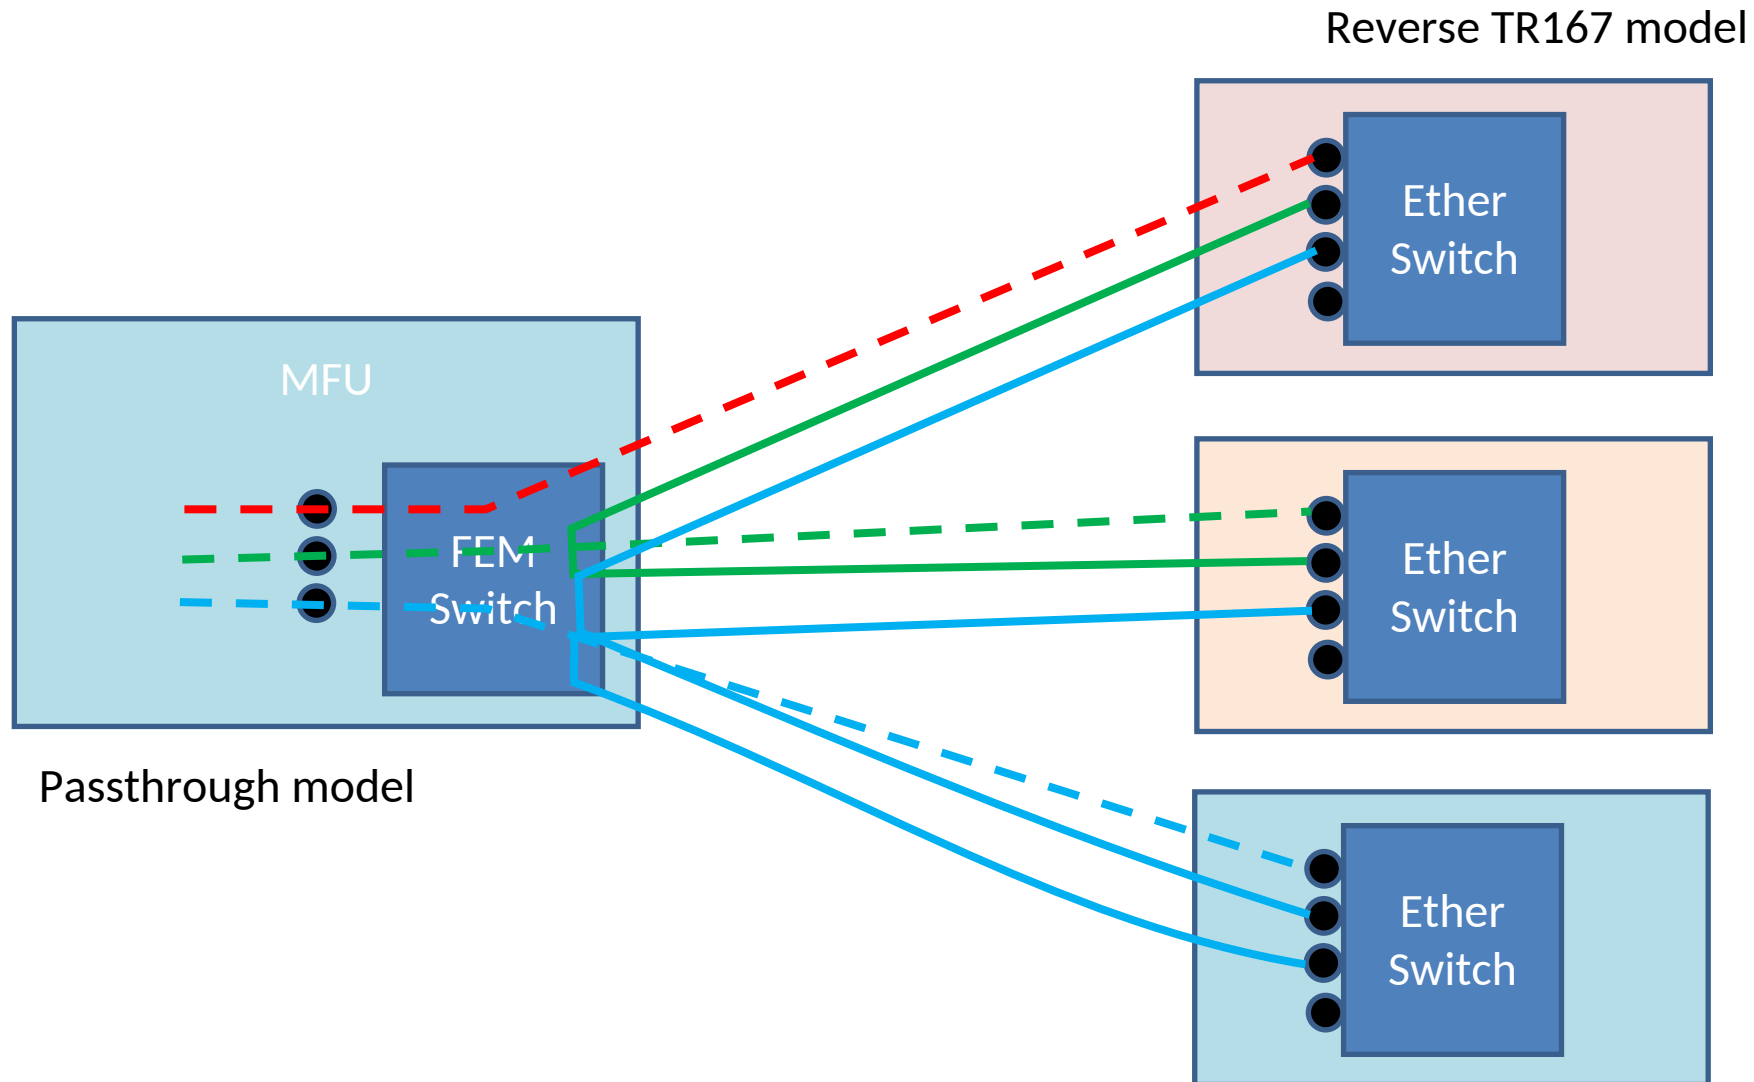 Reverse TR167 model
Ether
Switch
MFU
FEM
Switch
Ether
Switch
Passthrough model
Ether
Switch